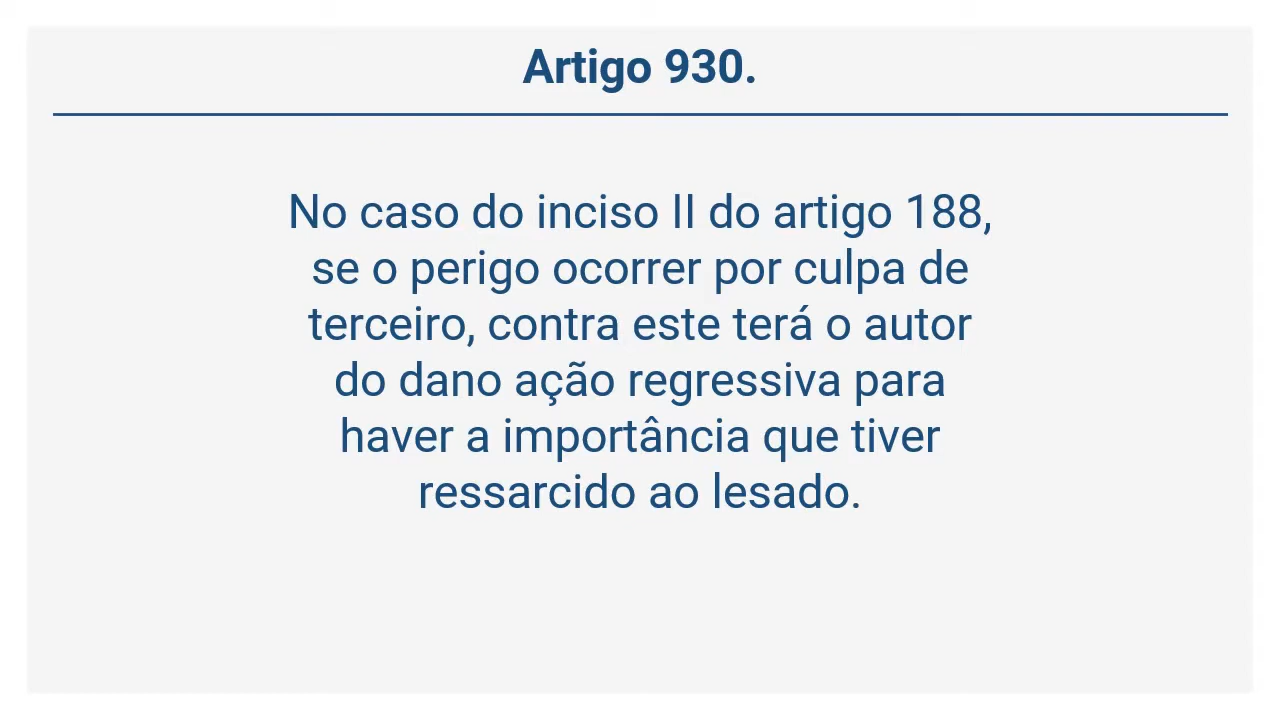 Artigo 930.
No caso do inciso II do artigo 188,
se o perigo ocorrer por culpa de
terceiro, contra este terá o autor
do dano ação regressiva para
haver a importância que tiver
ressarcido ao lesado.